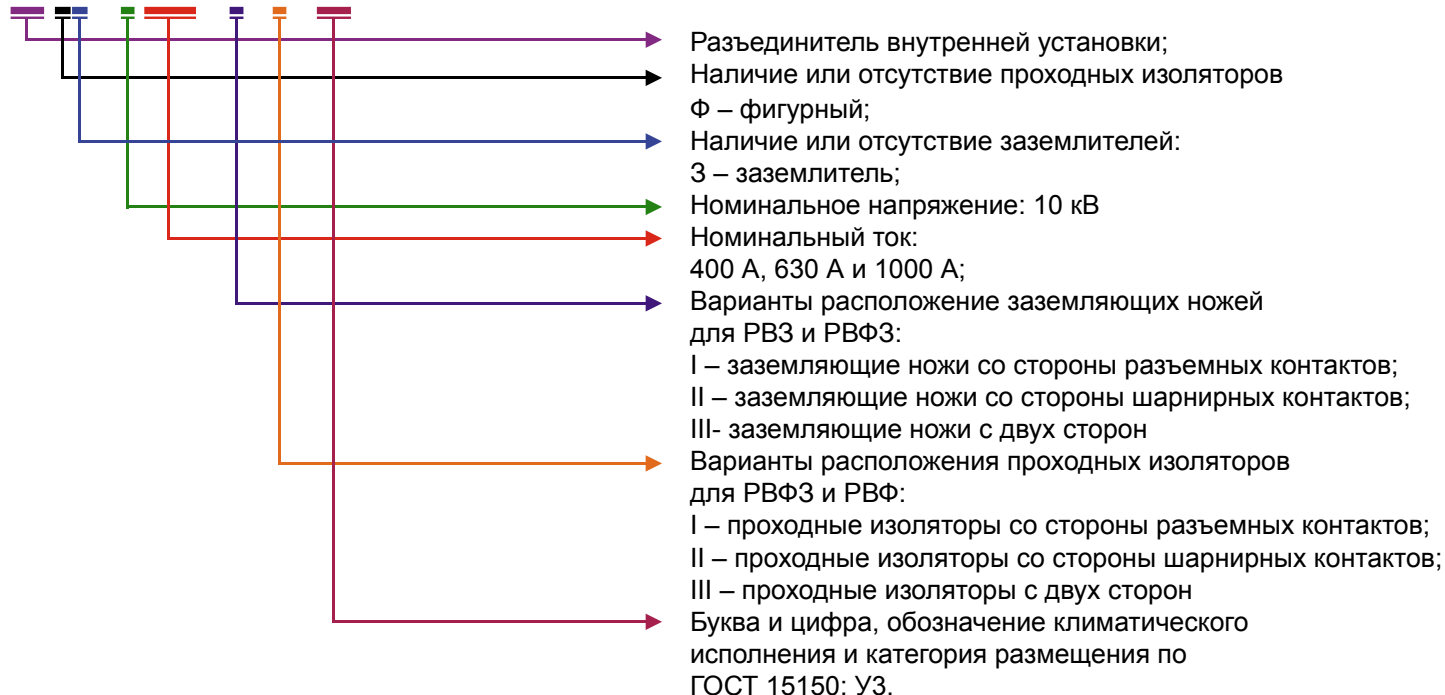 Разъединитель внутренней установки;
Наличие или отсутствие проходных изоляторов
Ф – фигурный;
Наличие или отсутствие заземлителей:
З – заземлитель;
Номинальное напряжение: 10 кВ
Номинальный ток:
400 А, 630 А и 1000 А;
Варианты расположение заземляющих ножей
для РВЗ и РВФЗ:
I – заземляющие ножи со стороны разъемных контактов;
II – заземляющие ножи со стороны шарнирных контактов;
III- заземляющие ножи с двух сторон
Варианты расположения проходных изоляторов
для РВФЗ и РВФ:
I – проходные изоляторы со стороны разъемных контактов;
II – проходные изоляторы со стороны шарнирных контактов;
III – проходные изоляторы с двух сторон
Буква и цифра, обозначение климатического
исполнения и категория размещения по
ГОСТ 15150: У3.